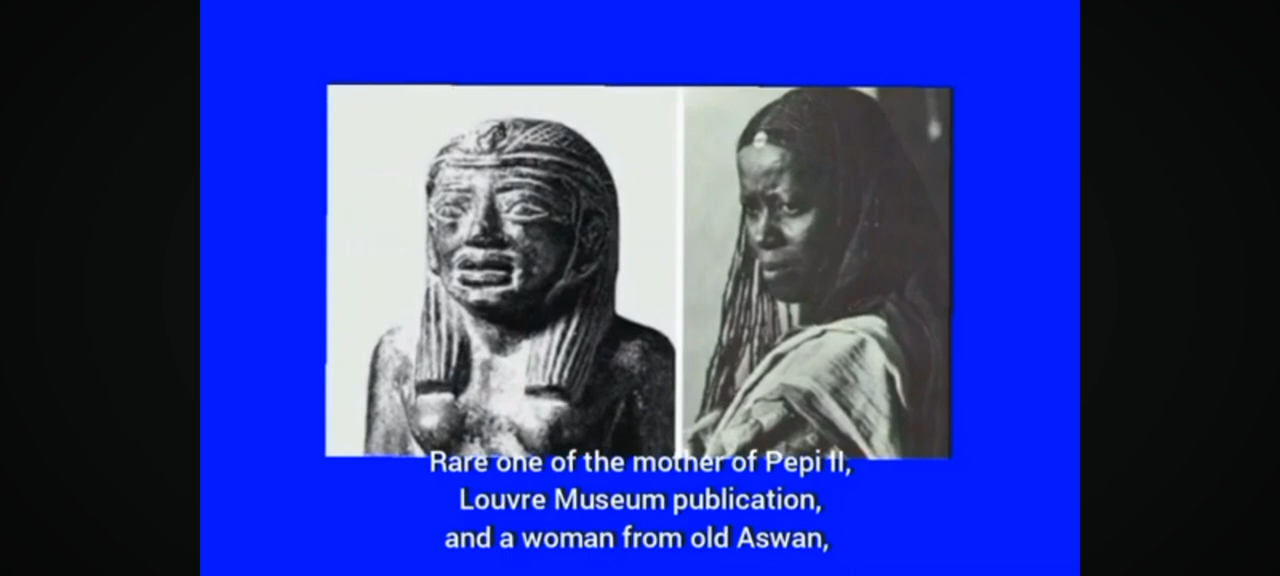 Rare one of the mother of Pepi II,
Louvre Museum publication,
and a woman from old Aswan,